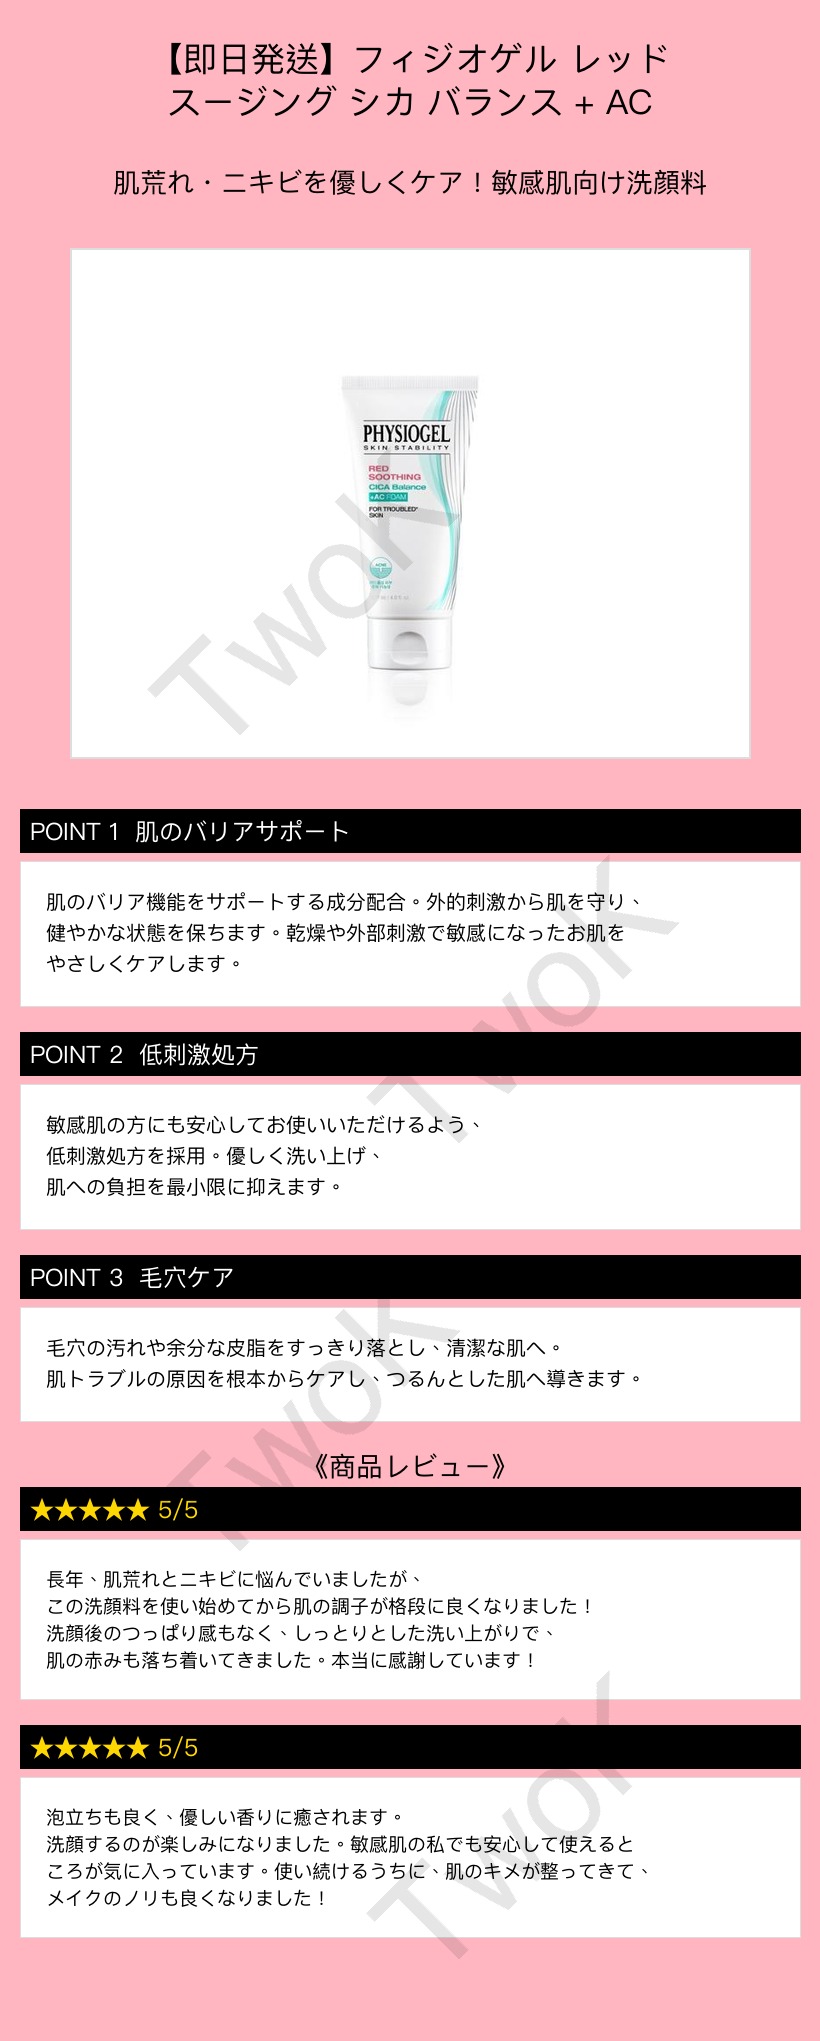 【即日発送】フィジオゲル レッド
スージング シカ バランス + AC
肌荒れ・ニキビを優しくケア！敏感肌向け洗顔料
PHYSIOGEL
SKIN STABILITY
RED
SOOTHING
CICA Balance
+AC FOAM
FOR TROUBLED*
SKIN
ACNE
TwoK
POINT 1 肌のバリアサポート
肌のバリア機能をサポートする成分配合。外的刺激から肌を守り、
健やかな状態を保ちます。乾燥や外部刺激で敏感になったお肌を
やさしくケアします。
TwoK
POINT 2 低刺激処方
敏感肌の方にも安心してお使いいただけるよう、
低刺激処方を採用。優しく洗い上げ、
肌への負担を最小限に抑えます。
POINT 3 毛穴ケア
毛穴の汚れや余分な皮脂をすっきり落とし、清潔な肌へ。
肌トラブルの原因を根本からケアし、つるんとした肌へ導きます。
TwoK
《商品レビュー》
★★★★★ 5/5
長年、肌荒れとニキビに悩んでいましたが、
この洗顔料を使い始めてから肌の調子が格段に良くなりました！
洗顔後のつっぱり感もなく、しっとりとした洗い上がりで、
肌の赤みも落ち着いてきました。本当に感謝しています！
★★★★★ 5/5
泡立ちも良く、優しい香りに癒されます。
洗顔するのが楽しみになりました。敏感肌の私でも安心して使えると
ころが気に入っています。使い続けるうちに、肌のキメが整ってきて、
メイクのノリも良くなりました！
TwoK